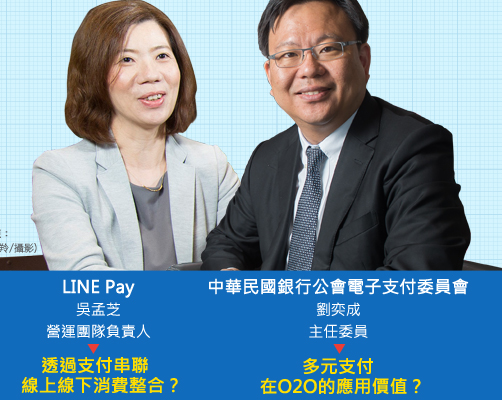 ：
羚/攝影)
LINE Pay
吳孟芝
營運團隊負責人
透過支付串聯
線上線下消費整合？
中華民國銀行公會電子支付委員會
劉奕成
主任委員
多元支付
在O2O的應用價值？